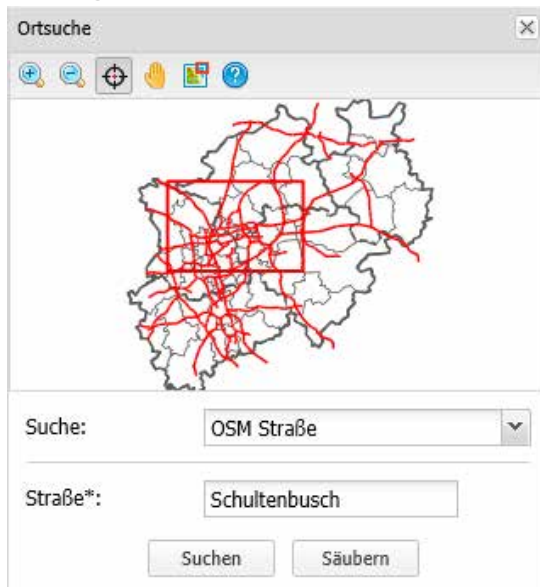 Ortsuche
Suche: OSM Straße
Straße*: Schultenbusch
Suchen Säubern